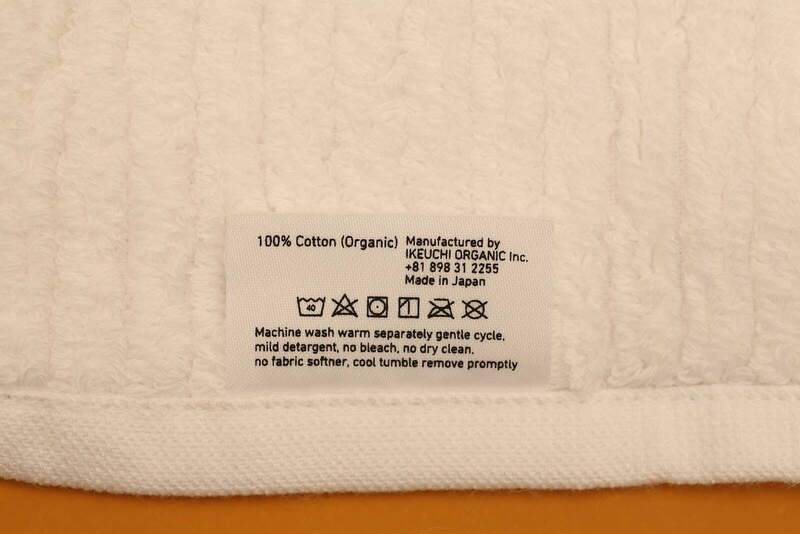 100% Cotton (Organic)
Manufactured by
IKEUCHI ORGANIC Inc.
+81 898 31 2255
Made in Japan
40
Machine wash warm separately gentle cycle,
mild detergent, no bleach, no dry clean.
no fabric softner, cool tumble remove promptly